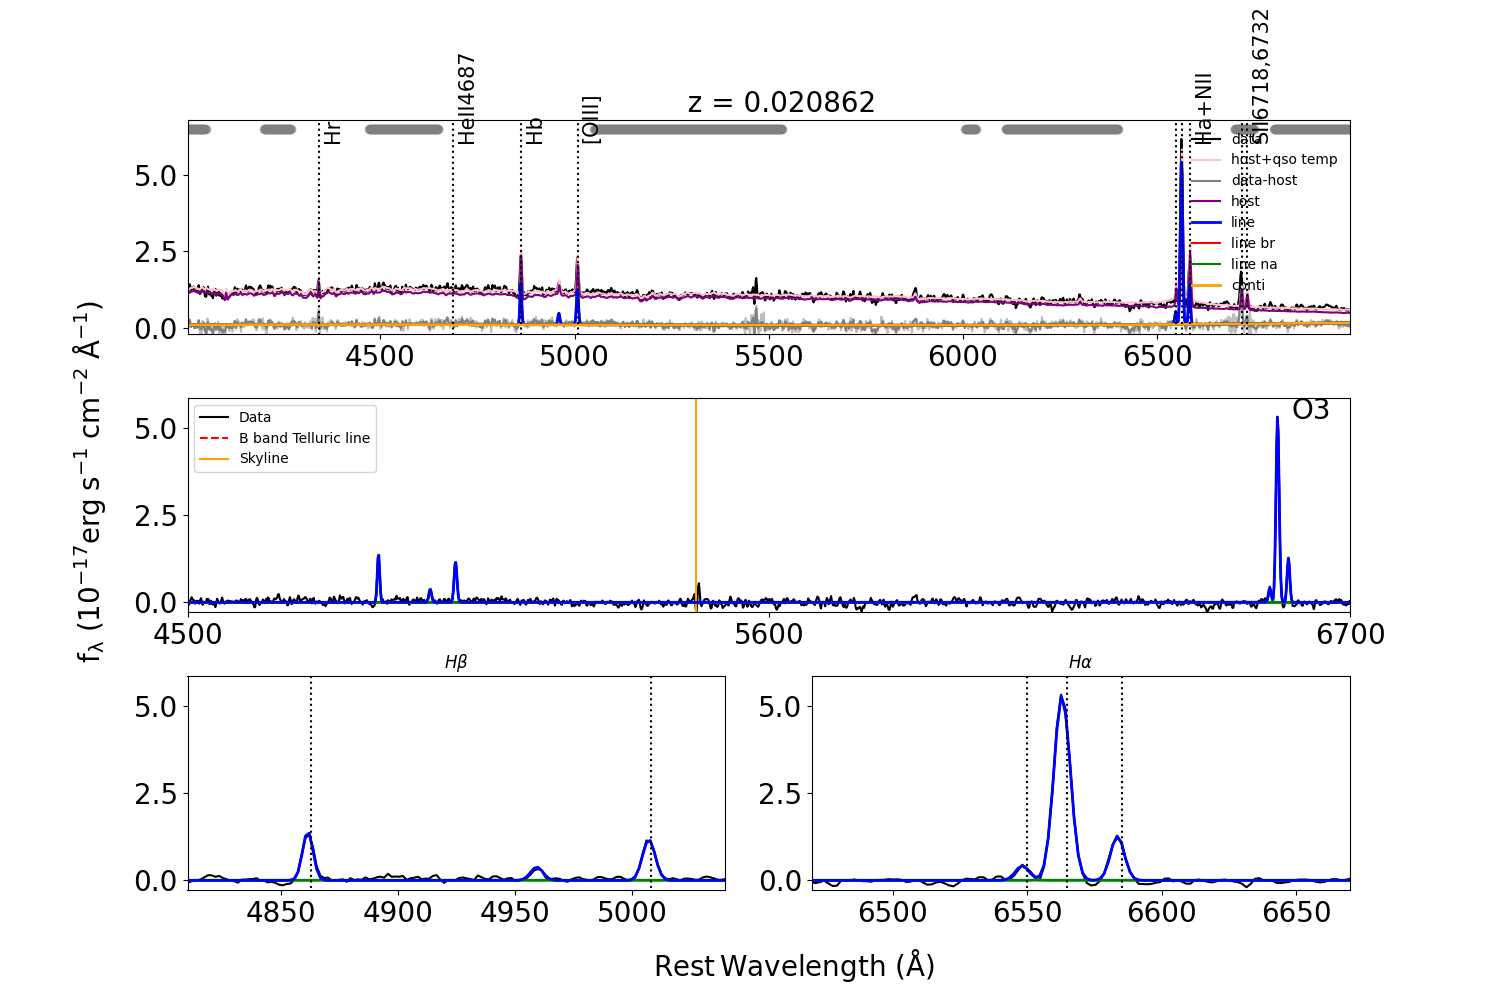 z = 0.020862
Hr
HeII4687
Hb
[OIII]
Ha+NII
SII6718,6732
data
host+qso temp
data-host
host
line
line br
line na
conti
5.0
2.5
0.0
4500 5000 5500 6000 6500
Data
B band Telluric line
Skyline
O3
5.0
2.5
0.0
4500 5600 6700
fλ (10⁻¹⁷erg s⁻¹ cm⁻² Å⁻¹)
Hβ
5.0
2.5
0.0
4850 4900 4950 5000
Hα
5.0
2.5
0.0
6500 6550 6600 6650
Rest Wavelength (Å)